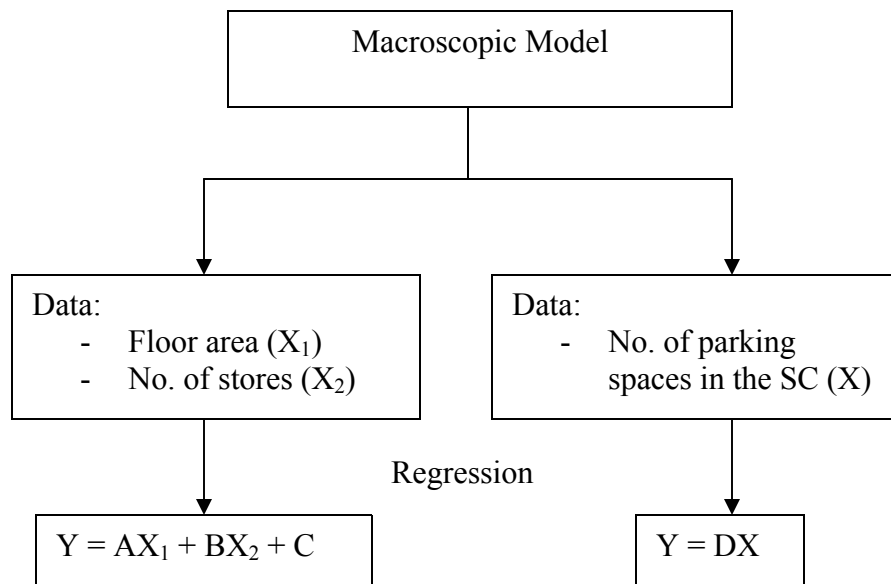 Macroscopic Model
Data:
- Floor area (X₁)
- No. of stores (X₂)
Data:
- No. of parking
spaces in the SC (X)
Regression
Y = AX₁ + BX₂ + C
Y = DX